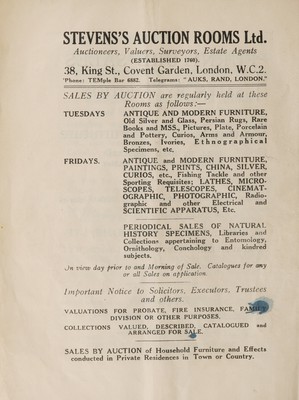 STEVENS'S AUCTION ROOMS Ltd.
Auctioneers, Valuers, Surveyors, Estate Agents
(ESTABLISHED 1760).
38, King St., Covent Garden, London, W.C.2.
'Phone: TEMple Bar 6882. Telegrams: "AUKS, RAND, LONDON."
SALES BY AUCTION are regularly held at these
Rooms as follows:—
TUESDAYS ANTIQUE AND MODERN FURNITURE,
Old Silver and Glass, Persian Rugs, Rare
Books and MSS., Pictures, Plate, Porcelain
and Pottery, Curios, Arms and Armour,
Bronzes, Ivories, Ethnographical
Specimens, etc.
FRIDAYS. ANTIQUE and MODERN FURNITURE,
PAINTINGS, PRINTS, CHINA, SILVER,
CURIOS, etc., Fishing Tackle and other
Sporting Requisites; LATHES, MICRO-
SCOPES, TELESCOPES, CINEMAT-
OGRAPHIC, PHOTOGRAPHIC, Radio-
graphic and other Electrical and
SCIENTIFIC APPARATUS, Etc.
PERIODICAL SALES OF NATURAL
HISTORY SPECIMENS, Libraries and
Collections appertaining to Entomology,
Ornithology, Conchology and kindred
subjects.
On view day prior to and Morning of Sale. Catalogues for any
or all Sales on application.
Important Notice to Solicitors, Executors, Trustees
and others.
VALUATIONS FOR PROBATE, FIRE INSURANCE, FAMILY
DIVISION OR OTHER PURPOSES.
COLLECTIONS VALUED, DESCRIBED, CATALOGUED and
ARRANGED FOR SALE.
SALES BY AUCTION of Household Furniture and Effects
conducted in Private Residences in Town or Country.